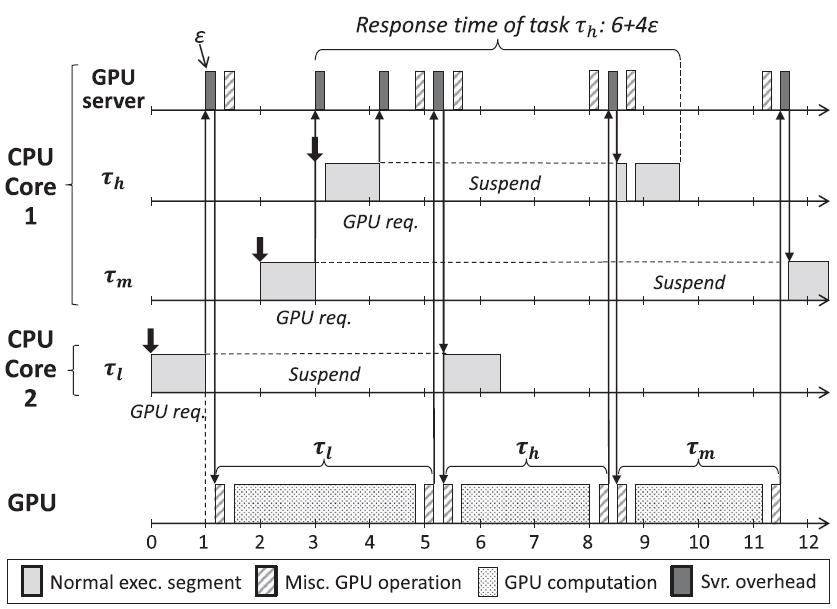 Response time of task τh: 6+4ε
ε
GPU
server
CPU
Core
1
τh
Suspend
GPU req.
τm
Suspend
GPU req.
CPU
Core
2
τl
Suspend
GPU req.
τl
τh
τm
GPU
0 1 2 3 4 5 6 7 8 9 10 11 12
Normal exec. segment Misc. GPU operation GPU computation Svr. overhead